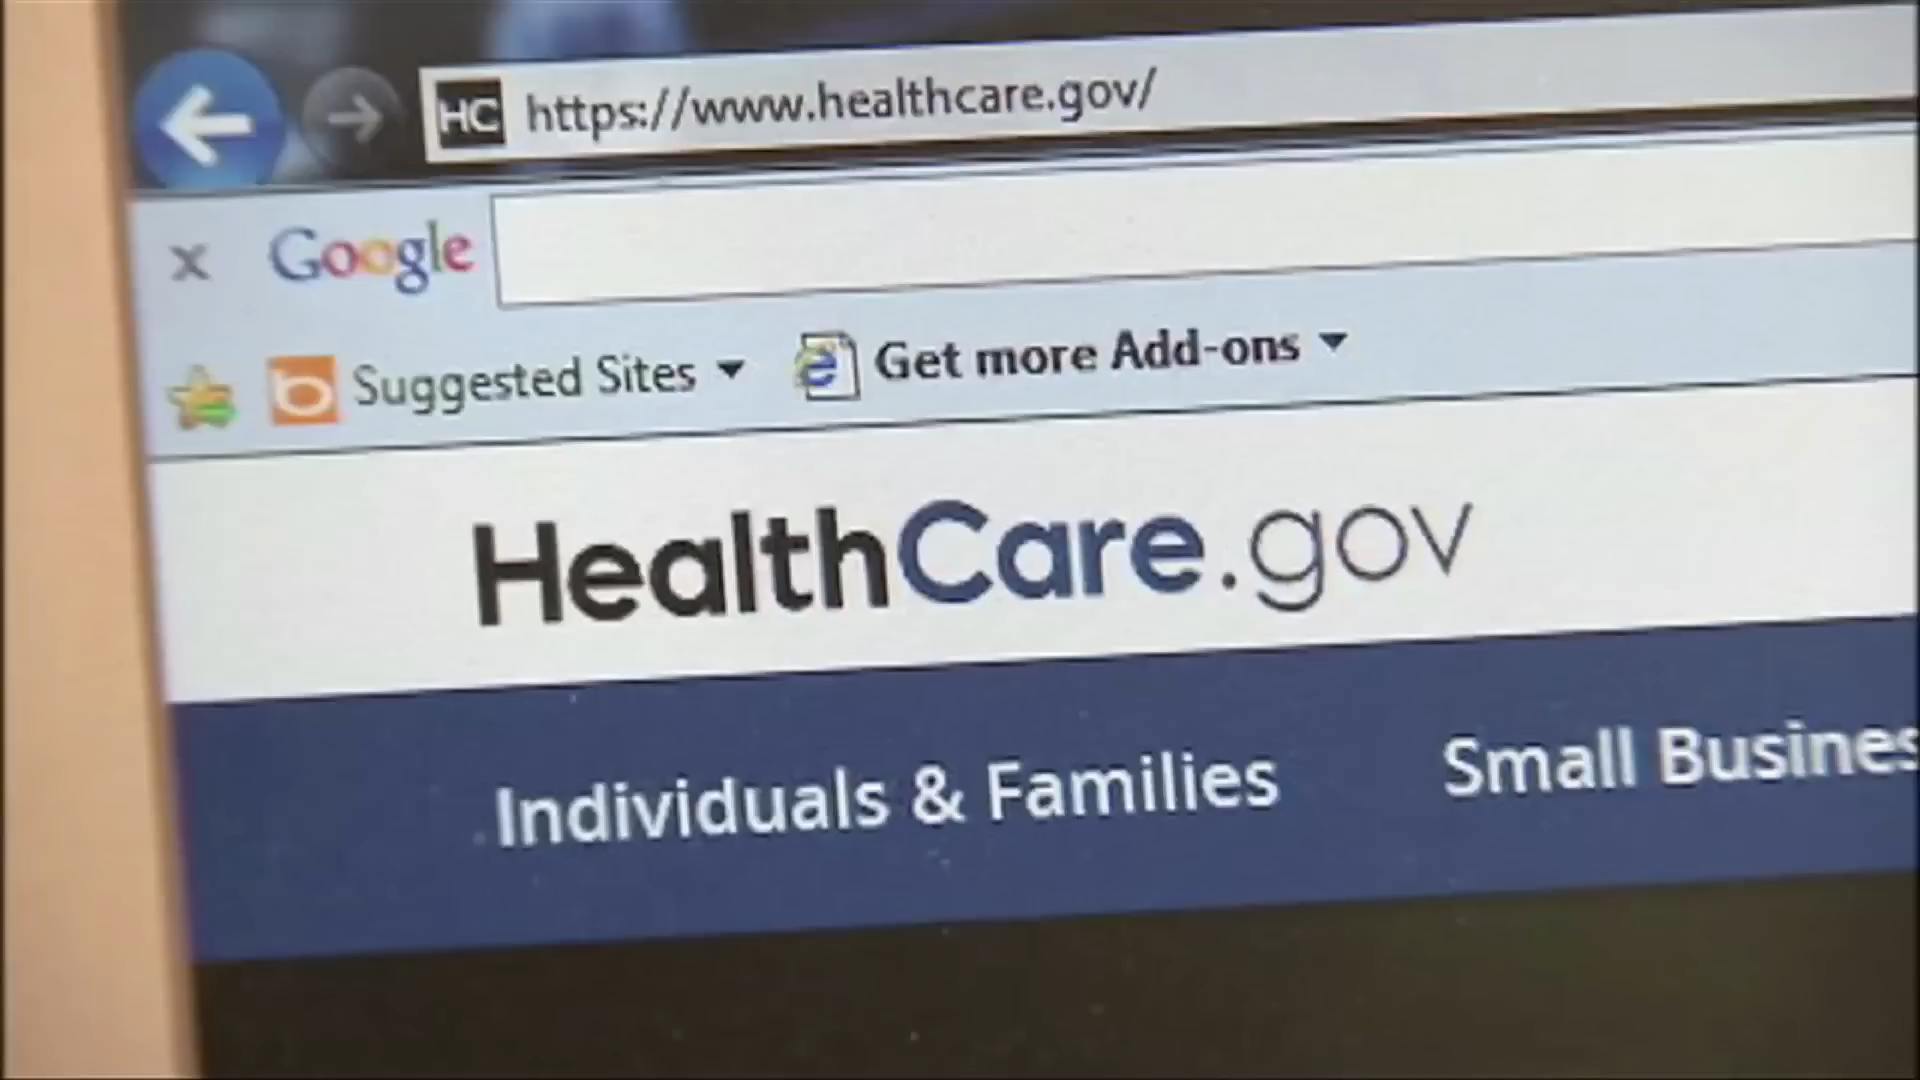 HC https://www.healthcare.gov/
x Google
b Suggested Sites Get more Add-ons
HealthCare.gov
Individuals & Families Small Busines